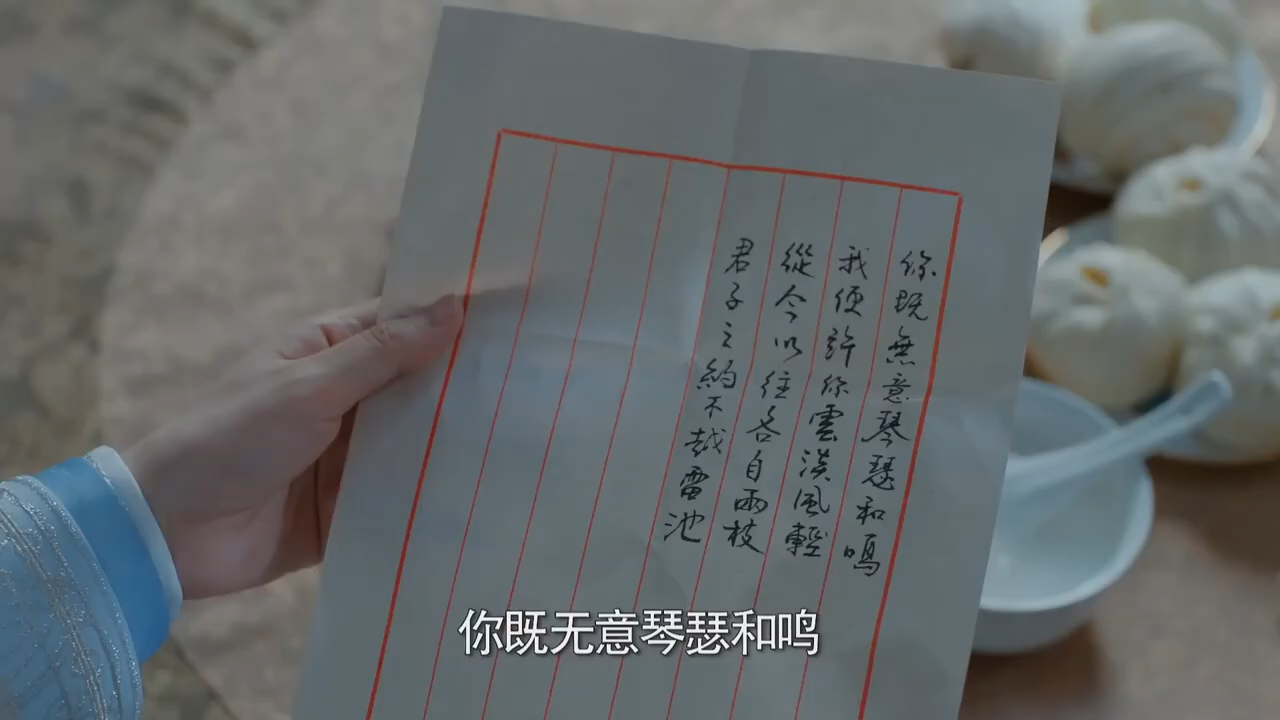 你既無意琴瑟和鳴
我便許你雲淡風輕
從今以往各自兩枝
君子之約不越雷池
你既无意琴瑟和鸣